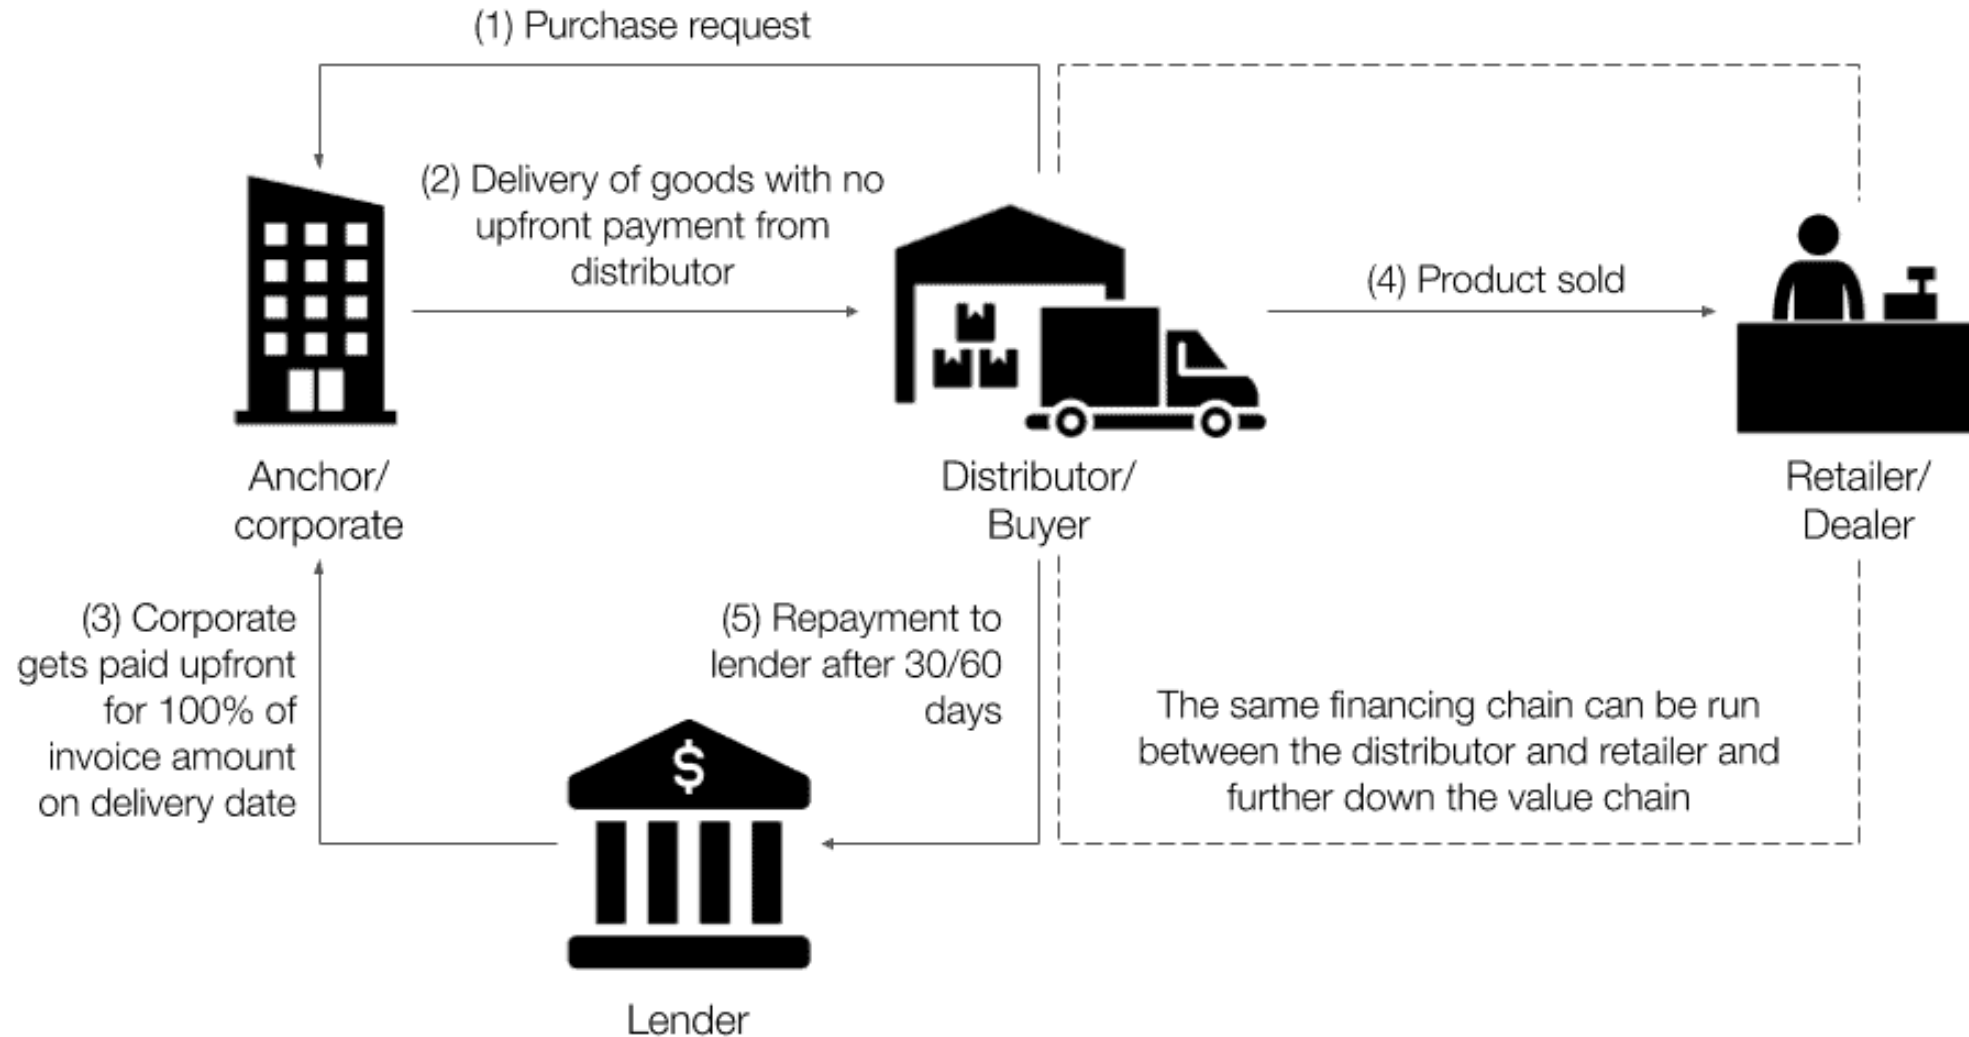 (1) Purchase request
(2) Delivery of goods with no
upfront payment from
distributor
(4) Product sold
Anchor/
corporate
Distributor/
Buyer
Retailer/
Dealer
(3) Corporate
gets paid upfront
for 100% of
invoice amount
on delivery date
(5) Repayment to
lender after 30/60
days
The same financing chain can be run
between the distributor and retailer and
further down the value chain
$
Lender